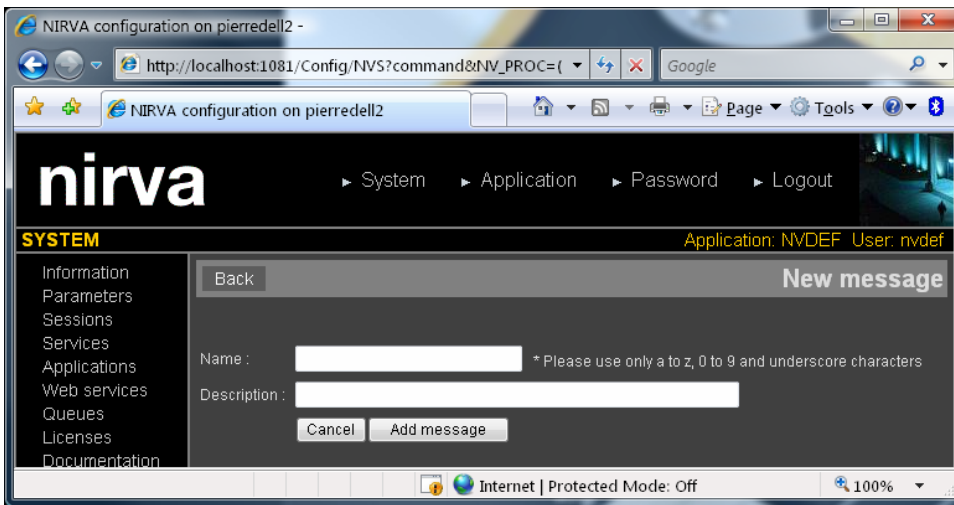 NIRVA configuration on pierredell2 -
http://localhost:1081/Config/NVS?command&NV_PROC=(
Google
NIRVA configuration on pierredell2
Page
Tools
nirva
System
Application
Password
Logout
SYSTEM
Application: NVDEF User: nvdef
Information
Parameters
Sessions
Services
Applications
Web services
Queues
Licenses
Documentation
Back
New message
Name :
* Please use only a to z, 0 to 9 and underscore characters
Description :
Cancel
Add message
Internet | Protected Mode: Off
100%